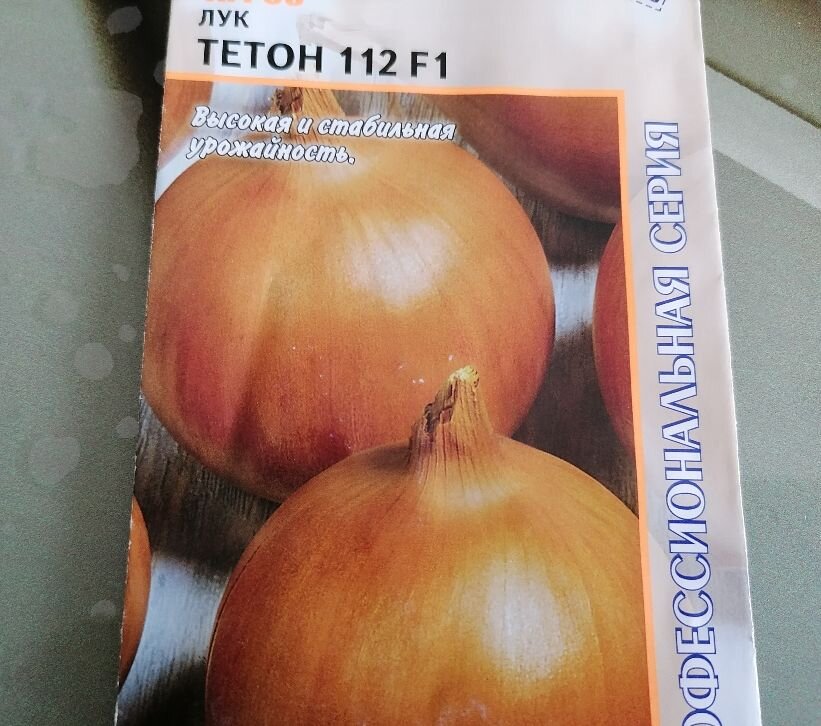 ЛУК
ТЕТОН 112 F1
Высокая и стабильная
урожайность.
ОФЕССИОНАЛЬНАЯ СЕРИЯ